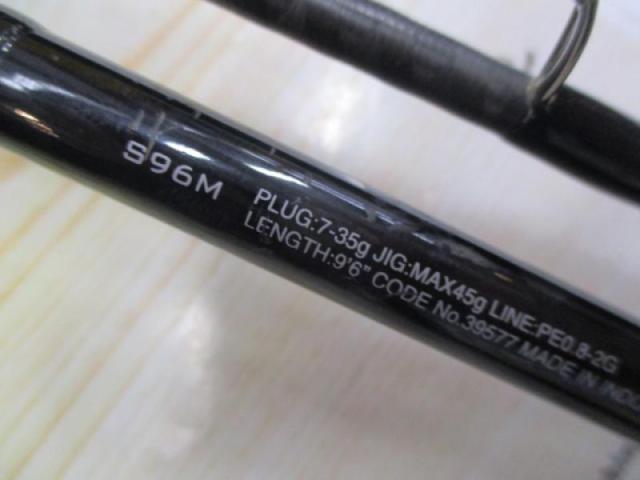 S96M
PLUG:7-35g JIG:MAX45g LINE:PE0.8-2G
LENGTH:9'6" CODE No.39577 MADE IN